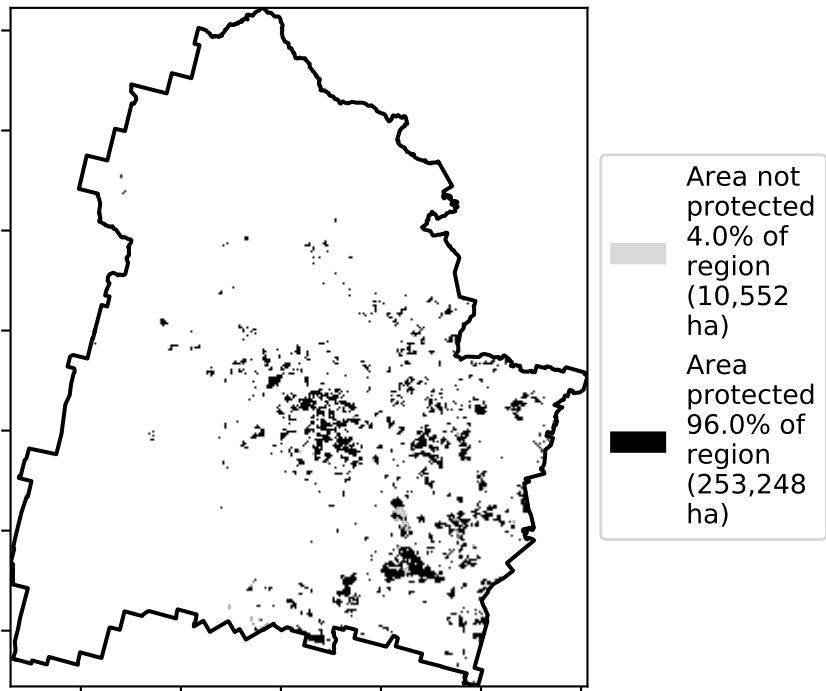 Area not
protected
4.0% of
region
(10,552
ha)
Area
protected
96.0% of
region
(253,248
ha)